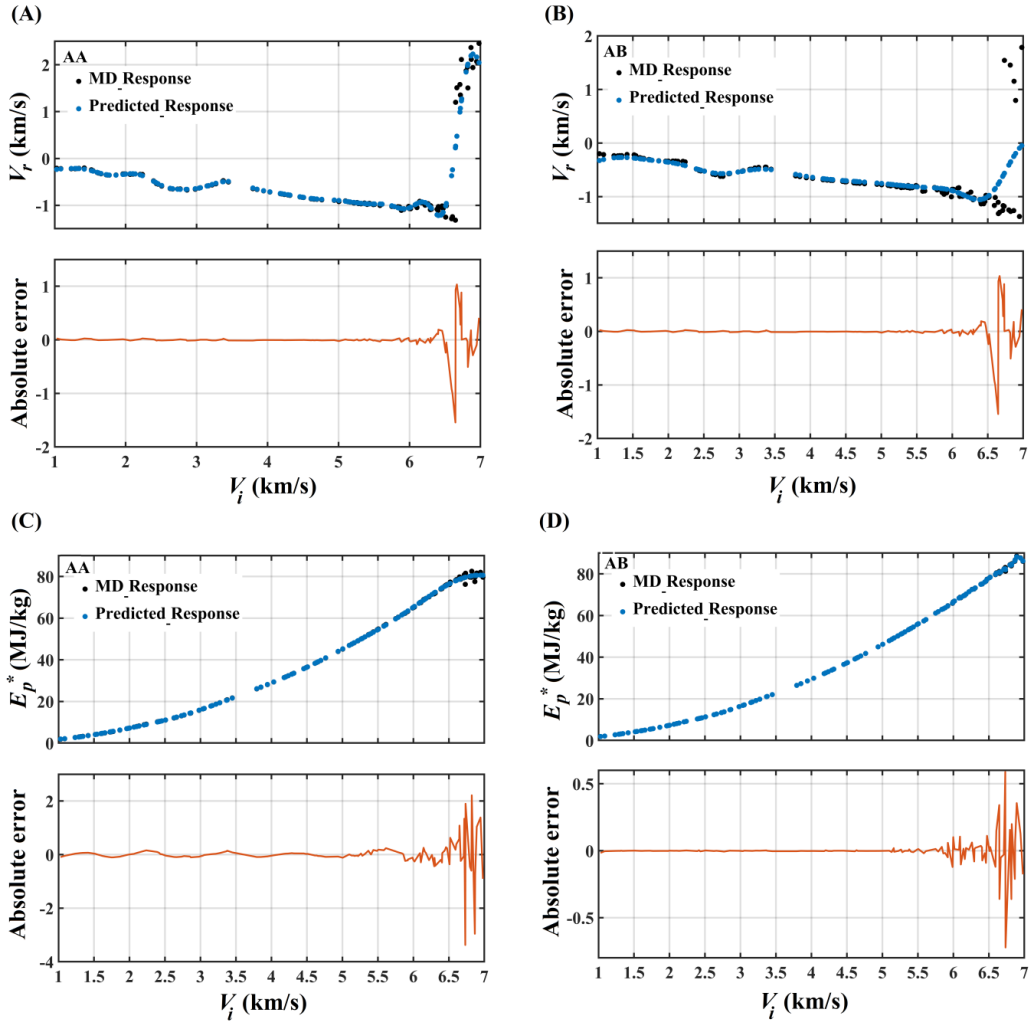 (A)
AA
MD_Response
Predicted_Response
V_r (km/s)
2
1
0
-1
Absolute error
1
0
-1
-2
1 2 3 4 5 6 7
V_i (km/s)
(B)
AB
MD_Response
Predicted_Response
V_r (km/s)
2
1
0
-1
Absolute error
1
0
-1
-2
1 1.5 2 2.5 3 3.5 4 4.5 5 5.5 6 6.5 7
V_i (km/s)
(C)
AA
MD_Response
Predicted_Response
E_p* (MJ/kg)
80
60
40
20
0
Absolute error
2
0
-2
-4
1 1.5 2 2.5 3 3.5 4 4.5 5 5.5 6 6.5 7
V_i (km/s)
(D)
AB
MD_Response
Predicted_Response
E_p* (MJ/kg)
80
60
40
20
0
Absolute error
0.5
0
-0.5
1 1.5 2 2.5 3 3.5 4 4.5 5 5.5 6 6.5 7
V_i (km/s)